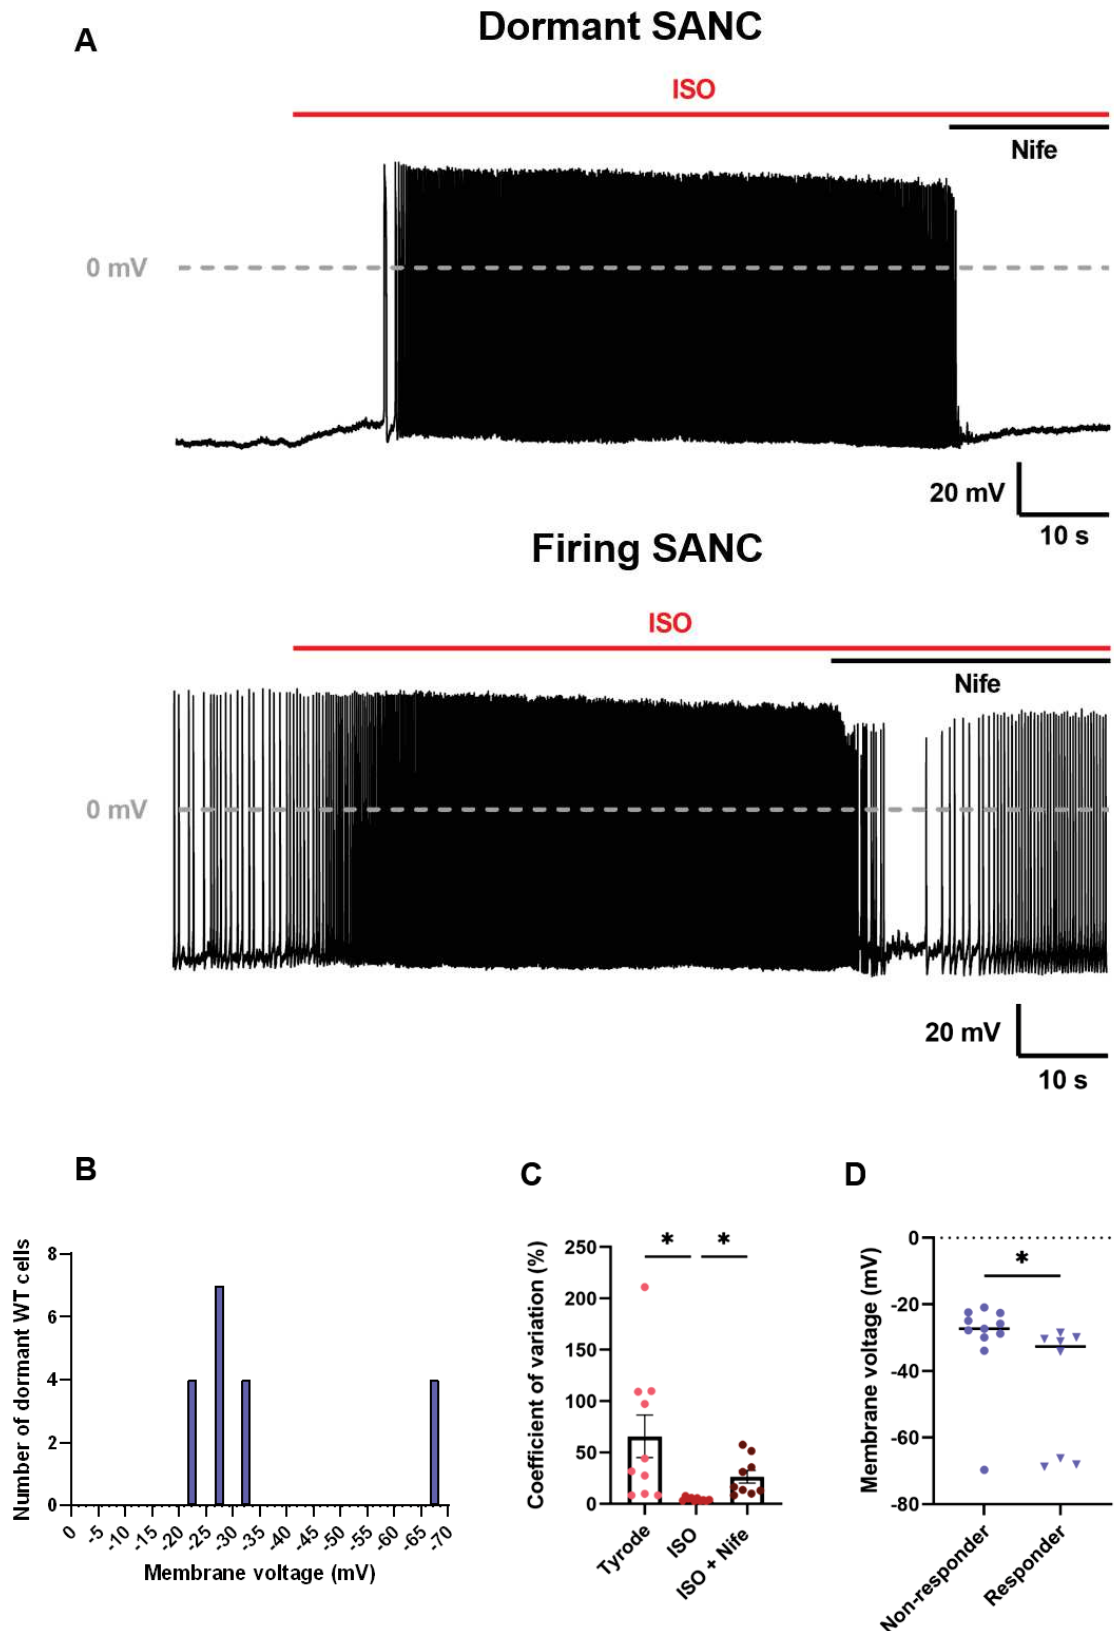 A
Dormant SANC
ISO
Nife
0 mV
20 mV
10 s
Firing SANC
ISO
Nife
0 mV
20 mV
10 s
B
Number of dormant WT cells
8
6
4
2
0
0 -5 -10 -15 -20 -25 -30 -35 -40 -45 -50 -55 -60 -65 -70
Membrane voltage (mV)
C
Coefficient of variation (%)
250
200
150
100
50
0
* *
Tyrode
ISO
ISO + Nife
D
Membrane voltage (mV)
0
-20
-40
-60
-80
*
Non-responder
Responder